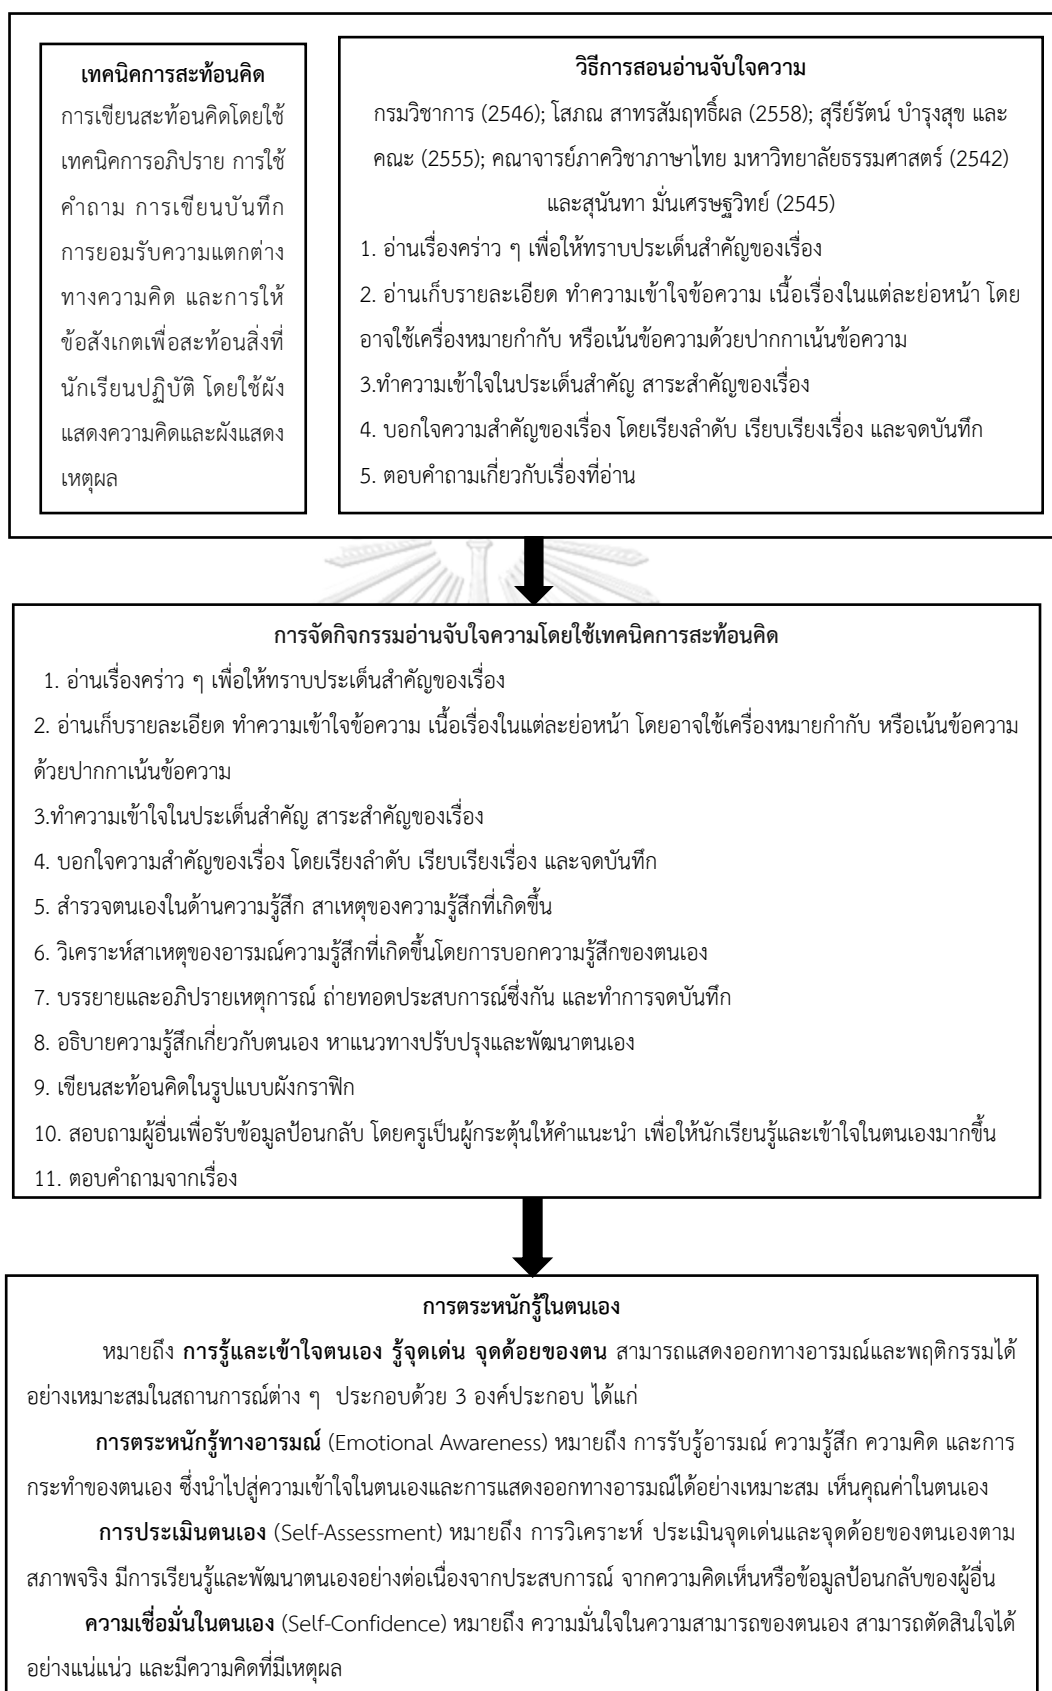 เทคนิคการสะท้อนคิด
การเขียนสะท้อนคิดโดยใช้
เทคนิคการอภิปราย การใช้
คำถาม การเขียนบันทึก
การยอมรับความแตกต่าง
ทางความคิด และการให้
ข้อสังเกตเพื่อสะท้อนสิ่งที่
นักเรียนปฏิบัติ โดยใช้ผัง
แสดงความคิดและผังแสดง
เหตุผล
วิธีการสอนอ่านจับใจความ
กรมวิชาการ (2546); โสภณ สาทรสัมฤทธิ์ผล (2558); สุรีย์รัตน์ บำรุงสุข และ
คณะ (2555); คณาจารย์ภาควิชาภาษาไทย มหาวิทยาลัยธรรมศาสตร์ (2542)
และสุนันทา มั่นเศรษฐวิทย์ (2545)
1. อ่านเรื่องคร่าว ๆ เพื่อให้ทราบประเด็นสำคัญของเรื่อง
2. อ่านเก็บรายละเอียด ทำความเข้าใจข้อความ เนื้อเรื่องในแต่ละย่อหน้า โดย
อาจใช้เครื่องหมายกำกับ หรือเน้นข้อความด้วยปากกาเน้นข้อความ
3.ทำความเข้าใจในประเด็นสำคัญ สาระสำคัญของเรื่อง
4. บอกใจความสำคัญของเรื่อง โดยเรียงลำดับ เรียบเรียงเรื่อง และจดบันทึก
5. ตอบคำถามเกี่ยวกับเรื่องที่อ่าน
การจัดกิจกรรมอ่านจับใจความโดยใช้เทคนิคการสะท้อนคิด
1. อ่านเรื่องคร่าว ๆ เพื่อให้ทราบประเด็นสำคัญของเรื่อง
2. อ่านเก็บรายละเอียด ทำความเข้าใจข้อความ เนื้อเรื่องในแต่ละย่อหน้า โดยอาจใช้เครื่องหมายกำกับ หรือเน้นข้อความ
ด้วยปากกาเน้นข้อความ
3.ทำความเข้าใจในประเด็นสำคัญ สาระสำคัญของเรื่อง
4. บอกใจความสำคัญของเรื่อง โดยเรียงลำดับ เรียบเรียงเรื่อง และจดบันทึก
5. สำรวจตนเองในด้านความรู้สึก สาเหตุของความรู้สึกที่เกิดขึ้น
6. วิเคราะห์สาเหตุของอารมณ์ความรู้สึกที่เกิดขึ้นโดยการบอกความรู้สึกของตนเอง
7. บรรยายและอภิปรายเหตุการณ์ ถ่ายทอดประสบการณ์ซึ่งกัน และทำการจดบันทึก
8. อธิบายความรู้สึกเกี่ยวกับตนเอง หาแนวทางปรับปรุงและพัฒนาตนเอง
9. เขียนสะท้อนคิดในรูปแบบผังกราฟิก
10. สอบถามผู้อื่นเพื่อรับข้อมูลป้อนกลับ โดยครูเป็นผู้กระตุ้นให้คำแนะนำ เพื่อให้นักเรียนรู้และเข้าใจในตนเองมากขึ้น
11. ตอบคำถามจากเรื่อง
การตระหนักรู้ในตนเอง
หมายถึง การรู้และเข้าใจตนเอง รู้จุดเด่น จุดด้อยของตน สามารถแสดงออกทางอารมณ์และพฤติกรรมได้
อย่างเหมาะสมในสถานการณ์ต่าง ๆ ประกอบด้วย 3 องค์ประกอบ ได้แก่
การตระหนักรู้ทางอารมณ์ (Emotional Awareness) หมายถึง การรับรู้อารมณ์ ความรู้สึก ความคิด และการ
กระทำของตนเอง ซึ่งนำไปสู่ความเข้าใจในตนเองและการแสดงออกทางอารมณ์ได้อย่างเหมาะสม เห็นคุณค่าในตนเอง
การประเมินตนเอง (Self-Assessment) หมายถึง การวิเคราะห์ ประเมินจุดเด่นและจุดด้อยของตนเองตาม
สภาพจริง มีการเรียนรู้และพัฒนาตนเองอย่างต่อเนื่องจากประสบการณ์ จากความคิดเห็นหรือข้อมูลป้อนกลับของผู้อื่น
ความเชื่อมั่นในตนเอง (Self-Confidence) หมายถึง ความมั่นใจในความสามารถของตนเอง สามารถตัดสินใจได้
อย่างแน่แน่ว และมีความคิดที่มีเหตุผล